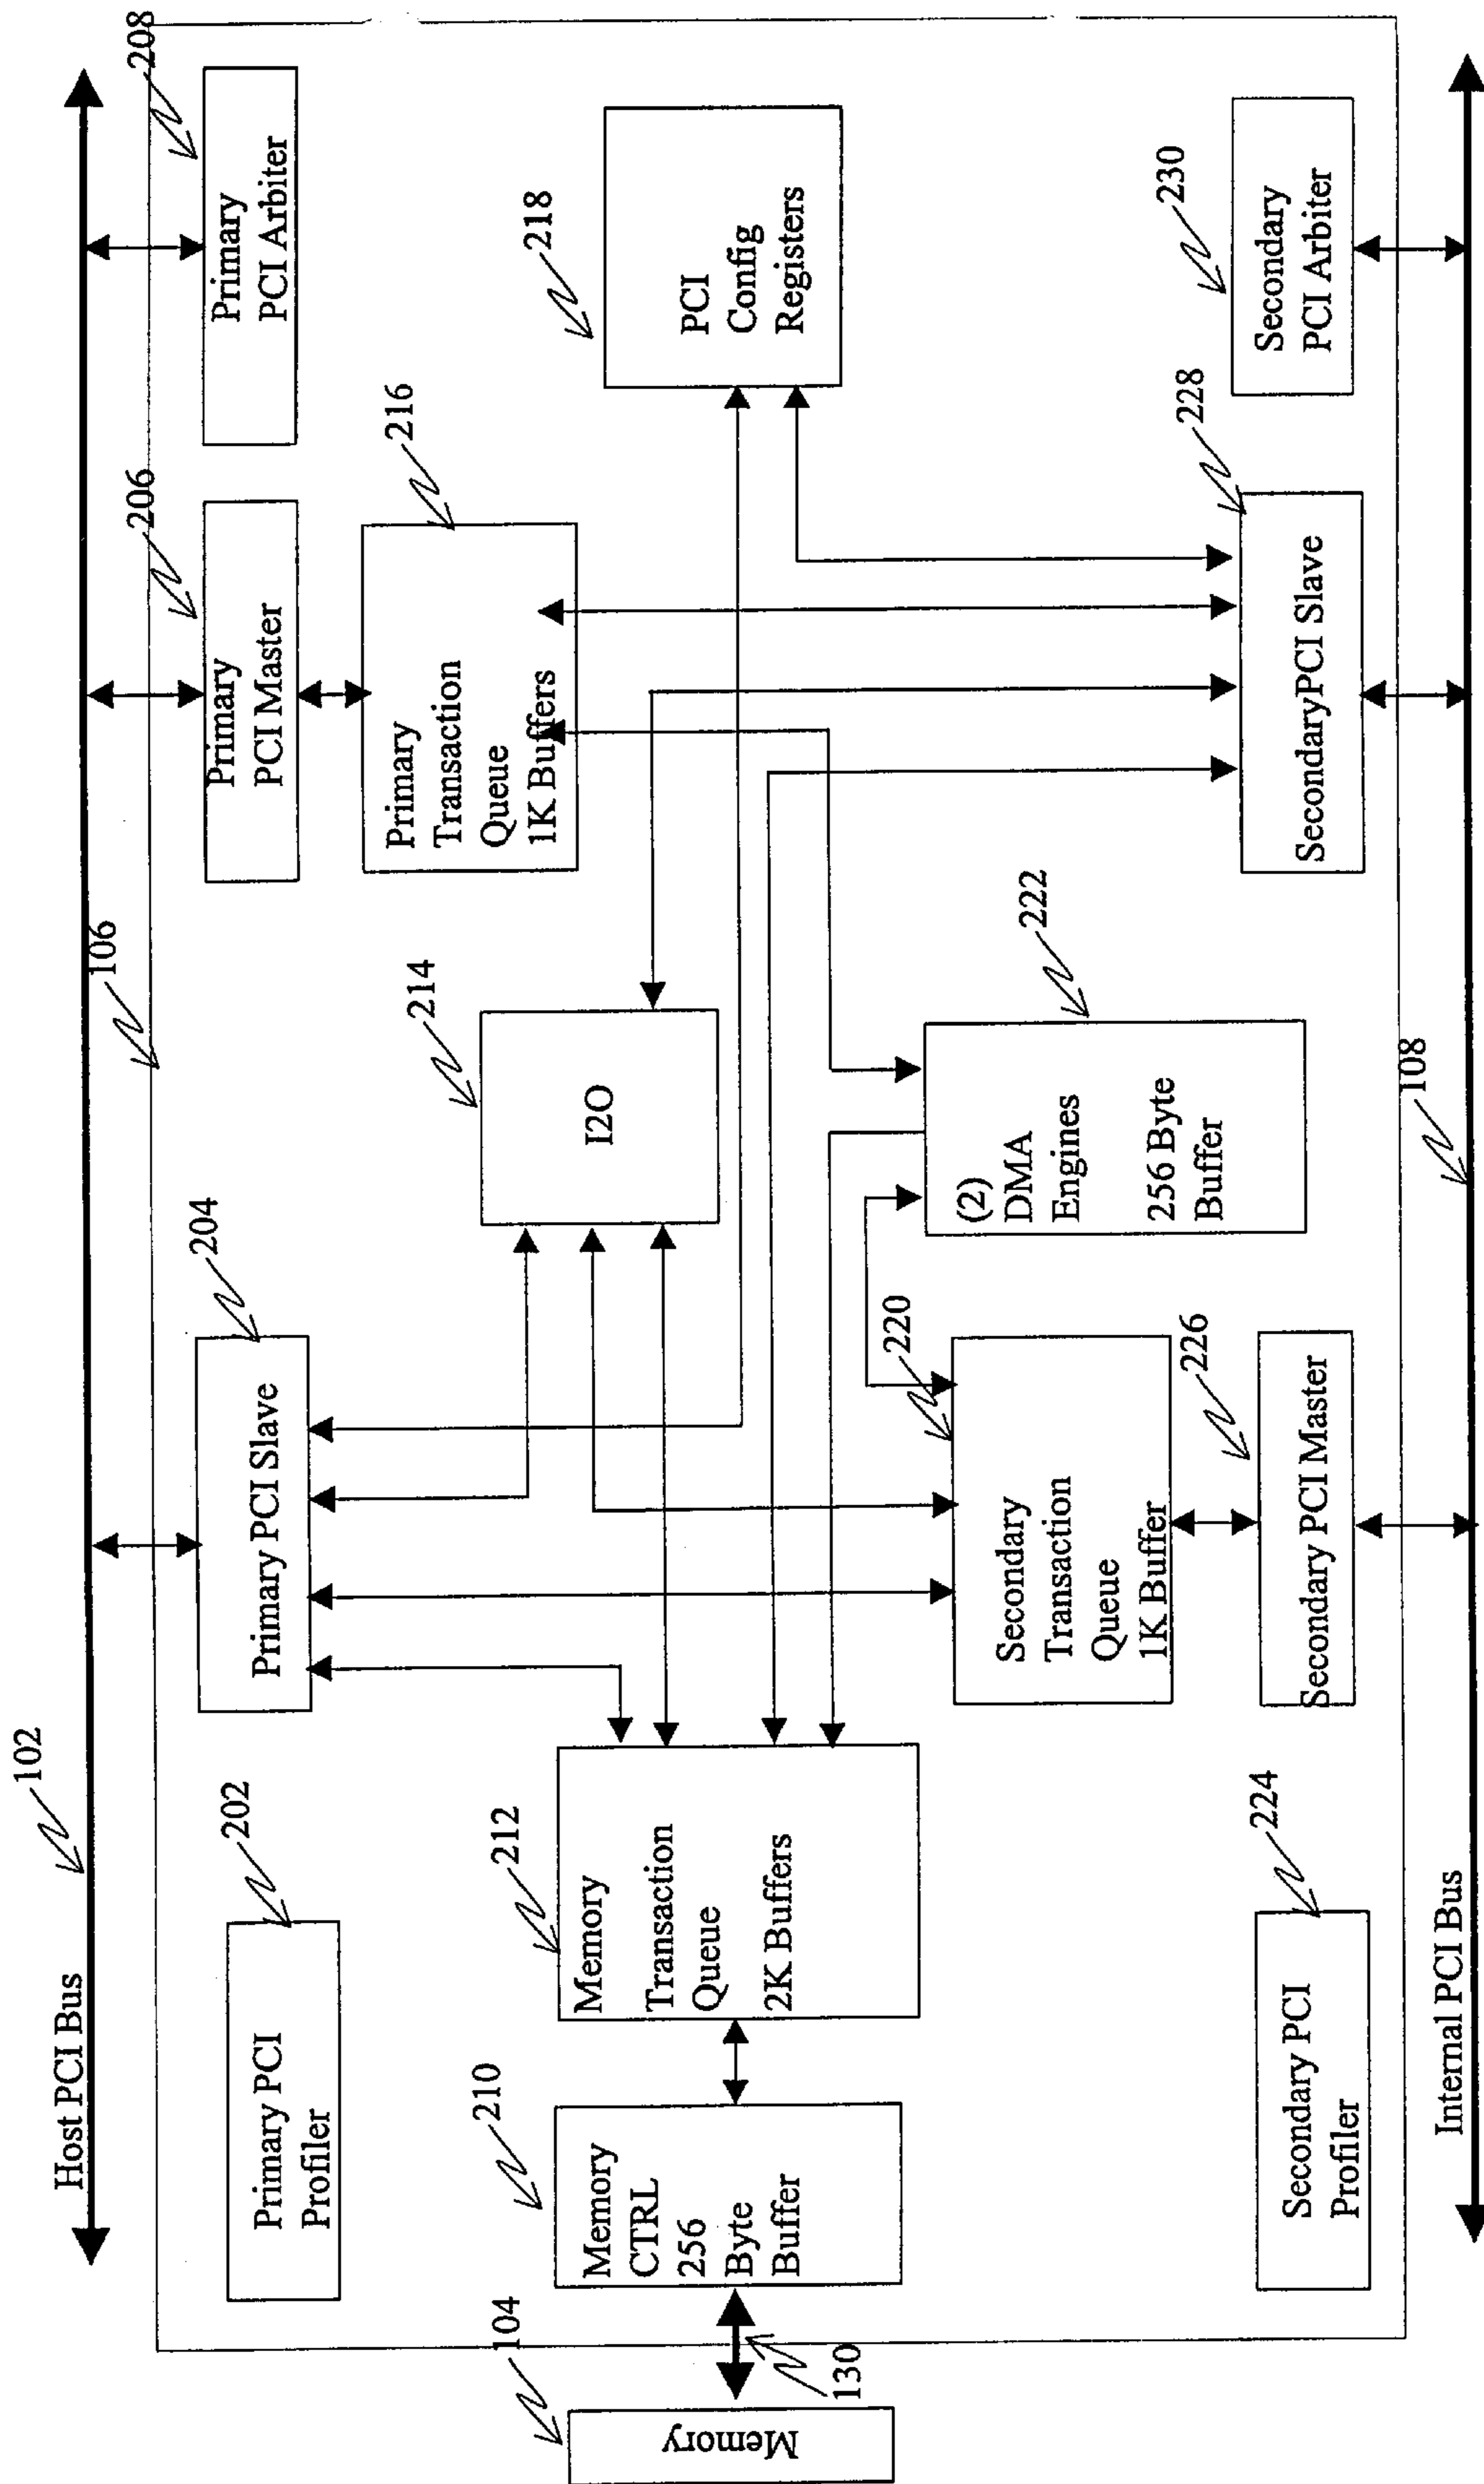 Host PCI Bus
102
106
Primary PCI
Profiler
202
Primary PCI Slave
204
Primary
PCI Master
206
Primary
PCI Arbiter
208
Memory
104
130
Memory
CTRL
256
Byte
Buffer
210
Memory
Transaction
Queue
2K Buffers
212
I2O
214
Primary
Transaction
Queue
1K Buffers
216
PCI
Config
Registers
218
Secondary
Transaction
Queue
1K Buffer
220
(2)
DMA
Engines
256 Byte
Buffer
222
Secondary PCI
Profiler
224
Secondary PCI Master
226
SecondaryPCI Slave
228
Secondary
PCI Arbiter
230
Internal PCI Bus
108